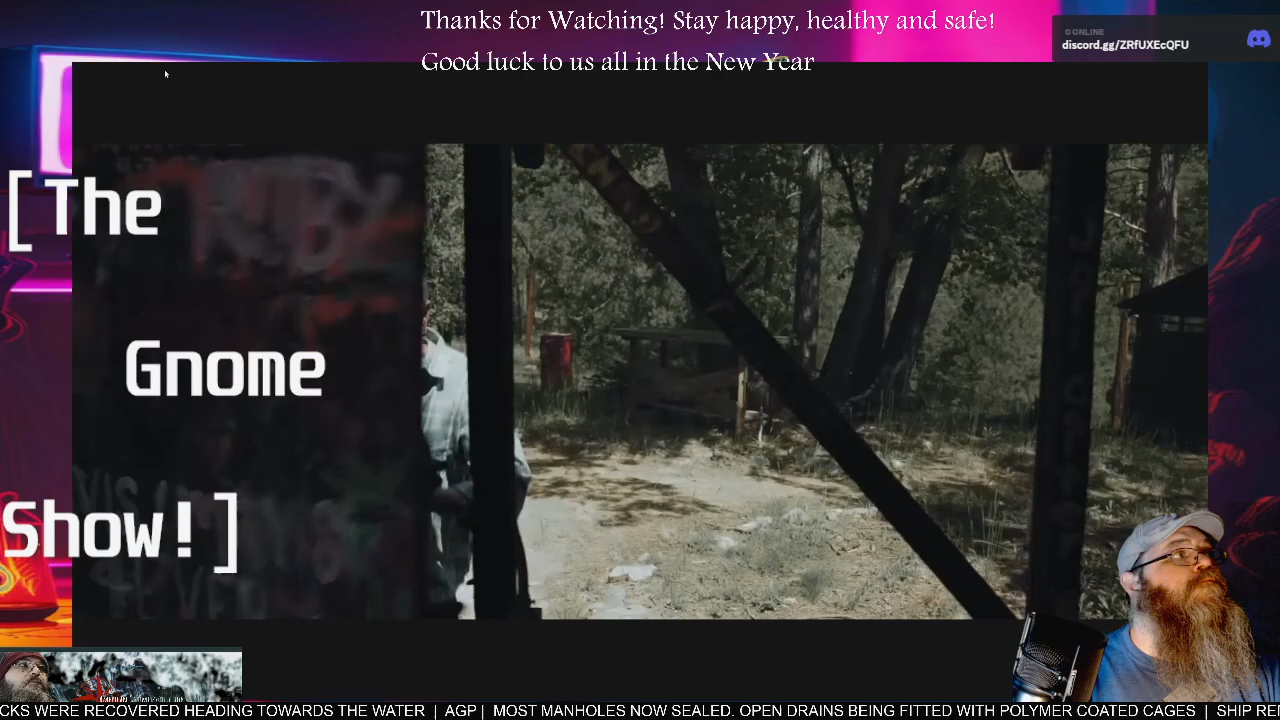 Thanks for Watching! Stay happy, healthy and safe!
Good luck to us all in the New Year
0 ONLINE
discord.gg/ZRfUXEcQFU
[The
Gnome
Show!]
CKS WERE RECOVERED HEADING TOWARDS THE WATER | AGP | MOST MANHOLES NOW SEALED. OPEN DRAINS BEING FITTED WITH POLYMER COATED CAGES | SHIP RE